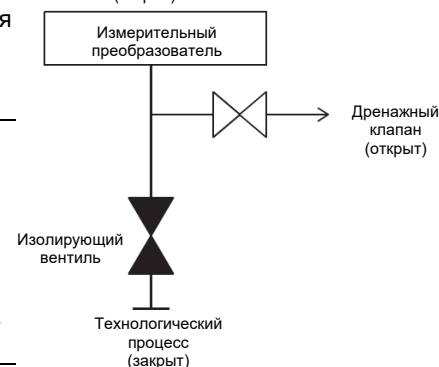 я
Измерительный
преобразователь
Дренажный
клапан
(открыт)
Изолирующий
вентиль
Технологический
процесс
(закрыт)